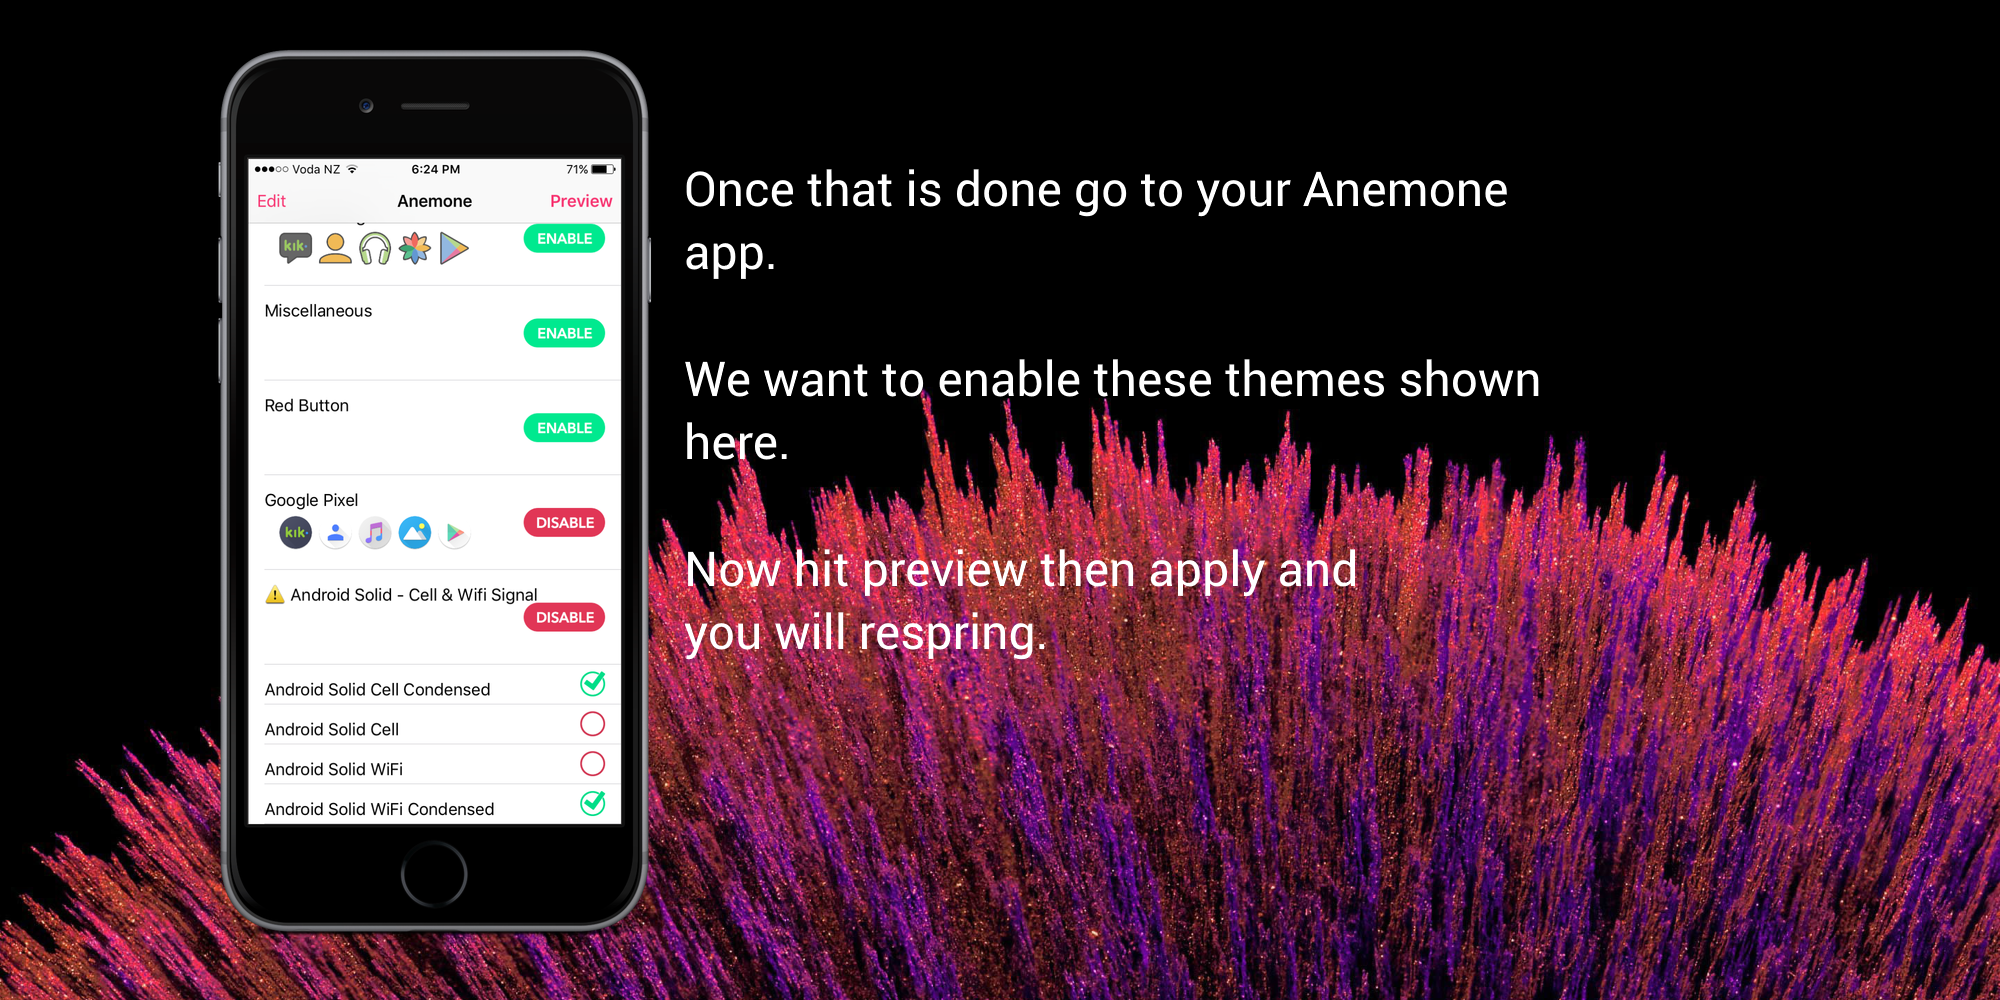 Voda NZ
6:24 PM
71%
Edit
Anemone
Preview
kik
ENABLE
Miscellaneous
ENABLE
Red Button
ENABLE
Google Pixel
kik
DISABLE
Android Solid - Cell & Wifi Signal
DISABLE
Android Solid Cell Condensed
Android Solid Cell
Android Solid WiFi
Android Solid WiFi Condensed
Once that is done go to your Anemone
app.
We want to enable these themes shown
here.
Now hit preview then apply and
you will respring.